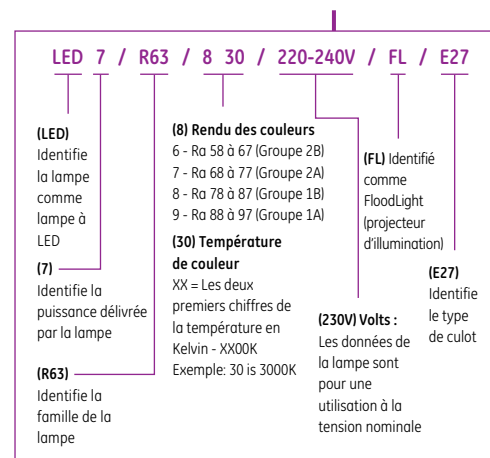 LED 7 / R63 / 8 30 / 220-240V / FL / E27
(LED)
Identifie
la lampe
comme
lampe à
LED
(7)
Identifie la
puissance délivrée
par la lampe
(R63)
Identifie la
famille de la
lampe
(8) Rendu des couleurs
6 - Ra 58 à 67 (Groupe 2B)
7 - Ra 68 à 77 (Groupe 2A)
8 - Ra 78 à 87 (Groupe 1B)
9 - Ra 88 à 97 (Groupe 1A)
(30) Température
de couleur
XX = Les deux
premiers chiffres de
la température en
Kelvin - XX00K
Exemple: 30 is 3000K
(230V) Volts :
Les données de
la lampe sont
pour une
utilisation à la
tension nominale
(FL) Identifié
comme
FloodLight
(projecteur
d'illumination)
(E27)
Identifie
le type
de culot